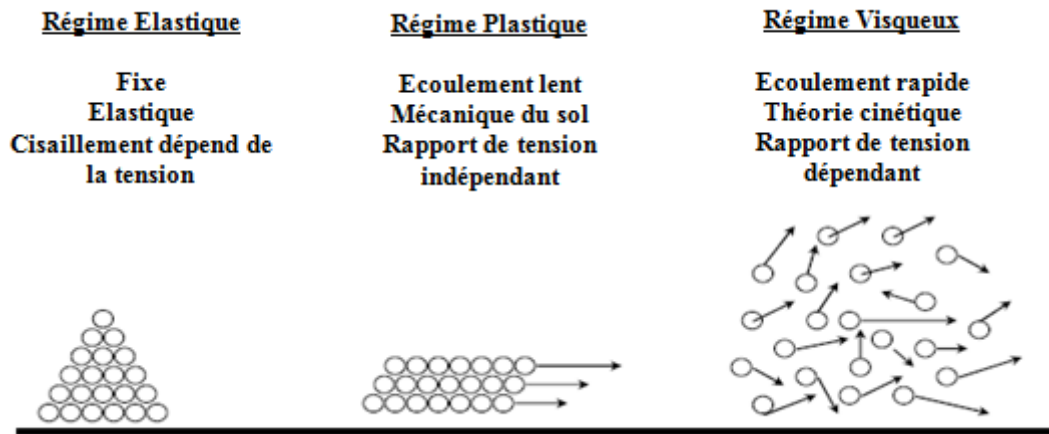 Régime Elastique
Fixe
Elastique
Cisaillement dépend de
la tension
Régime Plastique
Ecoulement lent
Mécanique du sol
Rapport de tension
indépendant
Régime Visqueux
Ecoulement rapide
Théorie cinétique
Rapport de tension
dépendant